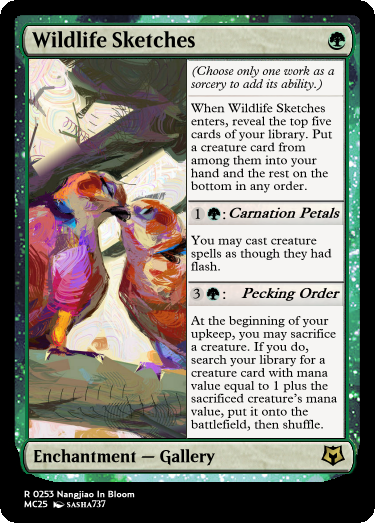 Wildlife Sketches
(Choose only one work as a
sorcery to add its ability.)
When Wildlife Sketches
enters, reveal the top five
cards of your library. Put
a creature card from
among them into your
hand and the rest on the
bottom in any order.
1 : Carnation Petals
You may cast creature
spells as though they had
flash.
3 : Pecking Order
At the beginning of your
upkeep, you may sacrifice
a creature. If you do,
search your library for a
creature card with mana
value equal to 1 plus the
sacrificed creature's mana
value, put it onto the
battlefield, then shuffle.
Enchantment — Gallery
R 0253 Nangjiao In Bloom
MC25 SASHA737